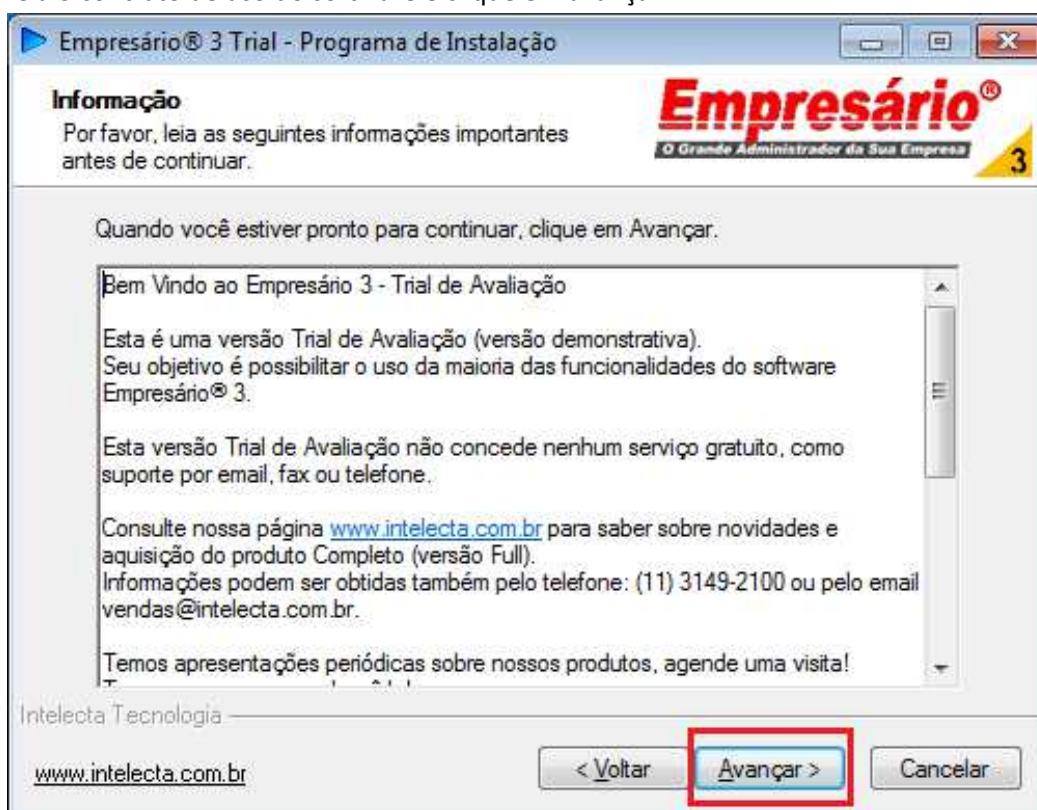 Empresário® 3 Trial - Programa de Instalação
Informação
Por favor, leia as seguintes informações importantes
antes de continuar.
Empresário®
O Grande Administrador da Sua Empresa
3
Quando você estiver pronto para continuar, clique em Avançar.
Bem Vindo ao Empresário 3 - Trial de Avaliação
Esta é uma versão Trial de Avaliação (versão demonstrativa).
Seu objetivo é possibilitar o uso da maioria das funcionalidades do software
Empresário® 3.
Esta versão Trial de Avaliação não concede nenhum serviço gratuito, como
suporte por email, fax ou telefone.
Consulte nossa página www.intelecta.com.br para saber sobre novidades e
aquisição do produto Completo (versão Full).
Informações podem ser obtidas também pelo telefone: (11) 3149-2100 ou pelo email
vendas@intelecta.com.br.
Temos apresentações periódicas sobre nossos produtos, agende uma visita!
Intelecta Tecnologia
www.intelecta.com.br
< Voltar
Avançar >
Cancelar